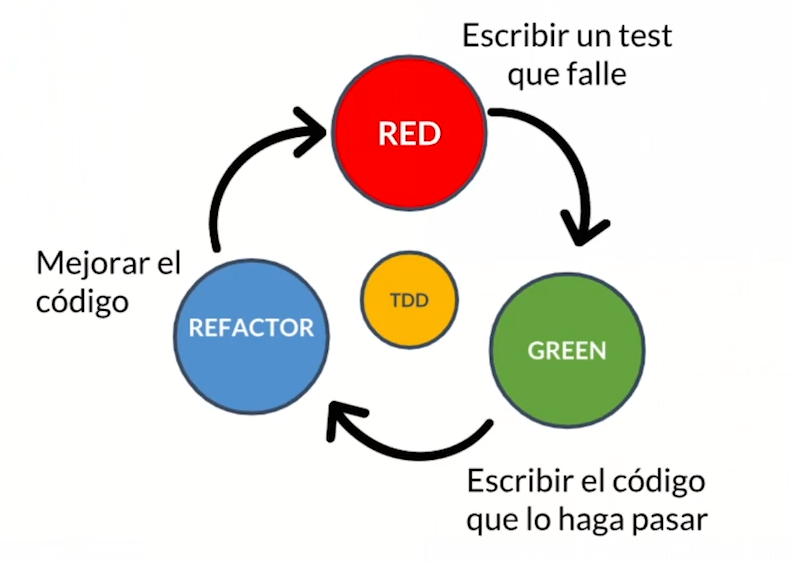 Escribir un test
que falle
RED
Mejorar el
código
REFACTOR
TDD
GREEN
Escribir el código
que lo haga pasar